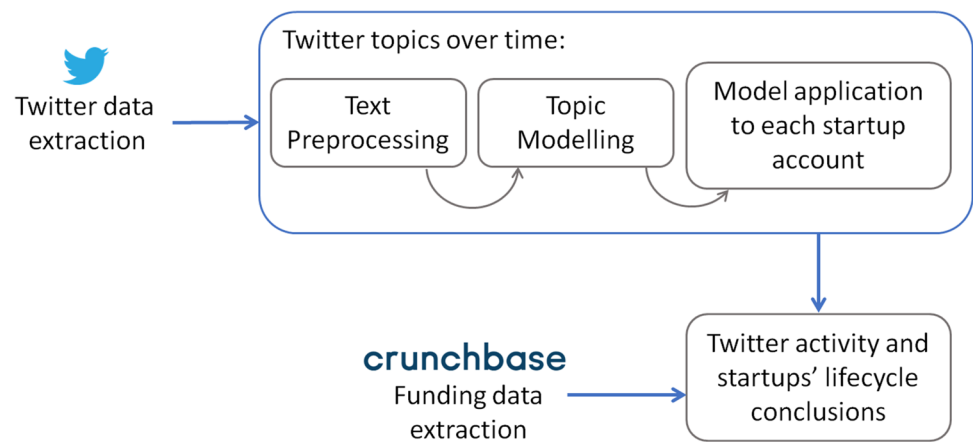 Twitter topics over time:
Twitter data
extraction
Text
Preprocessing
Topic
Modelling
Model application
to each startup
account
crunchbase
Funding data
extraction
Twitter activity and
startups' lifecycle
conclusions